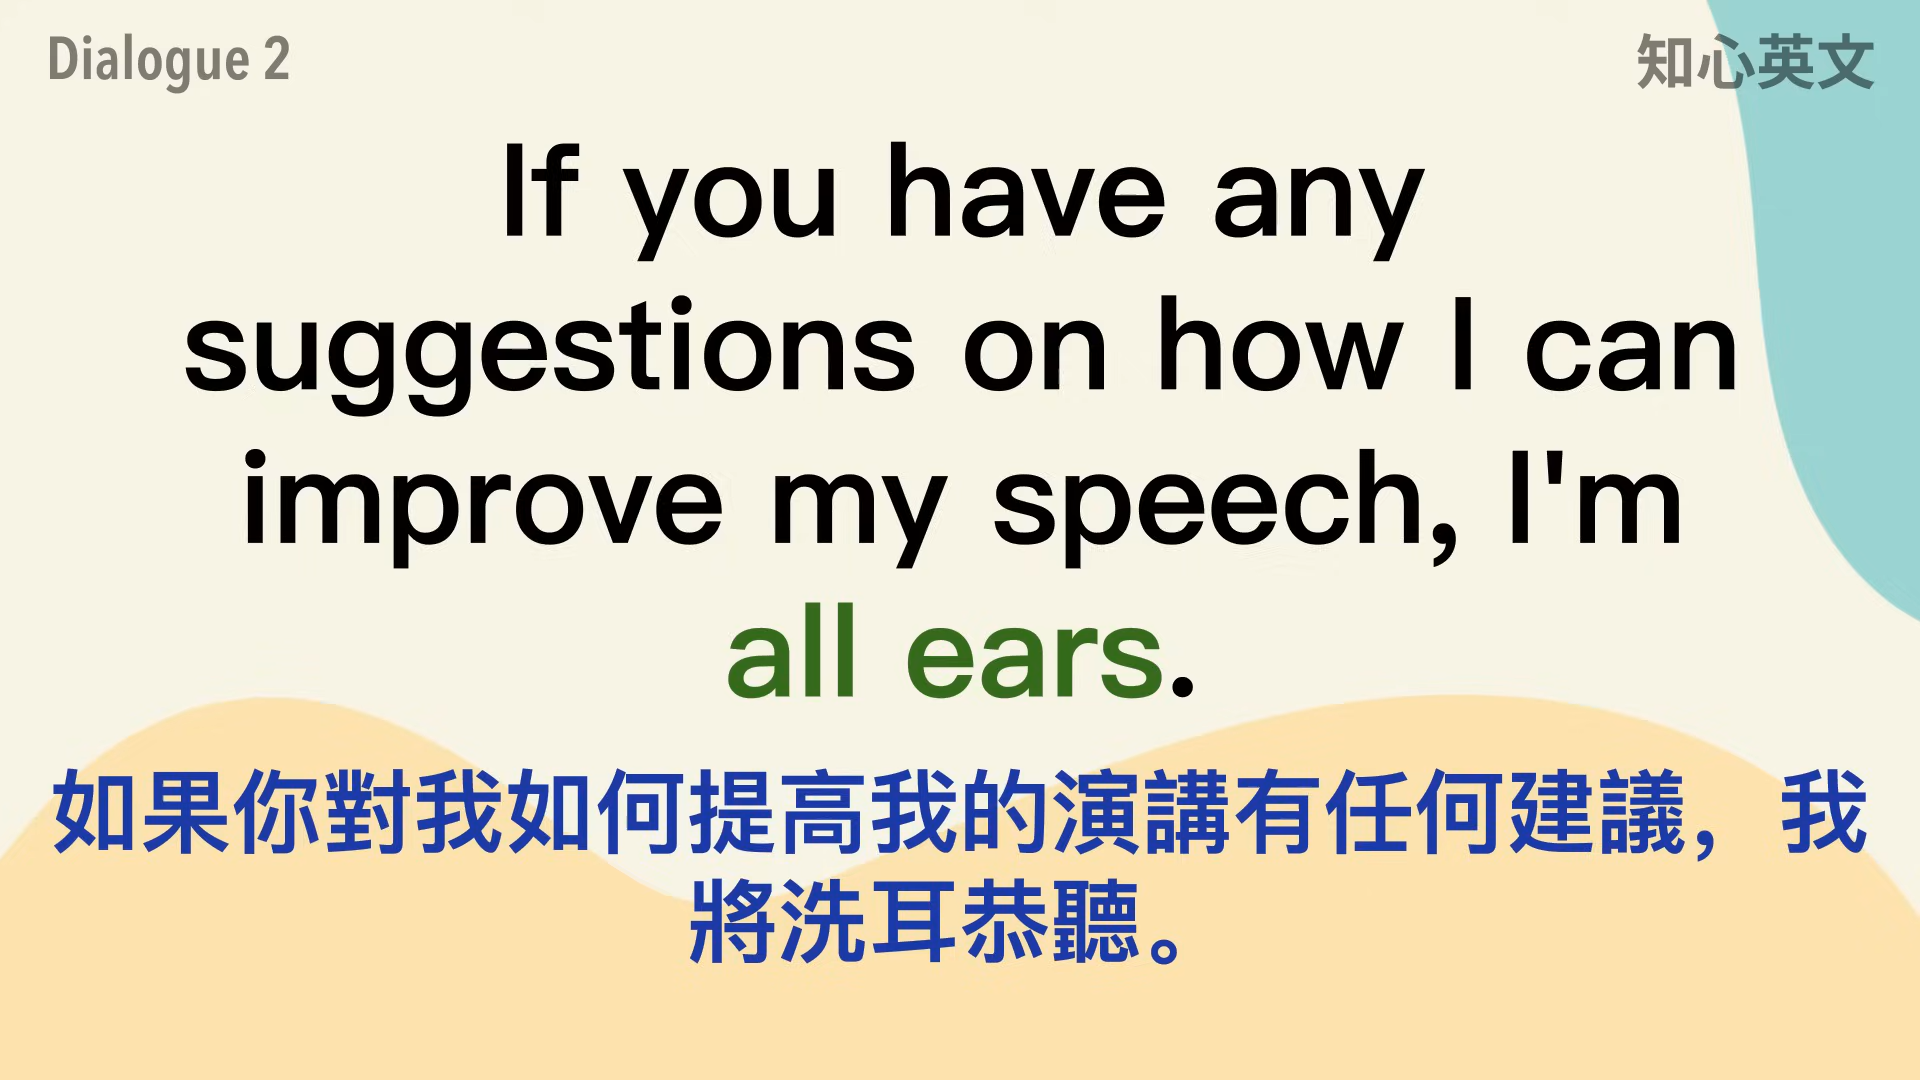 Dialogue 2
知心英文
If you have any
suggestions on how I can
improve my speech, I'm
all ears.
如果你對我如何提高我的演講有任何建議，我
將洗耳恭聽。